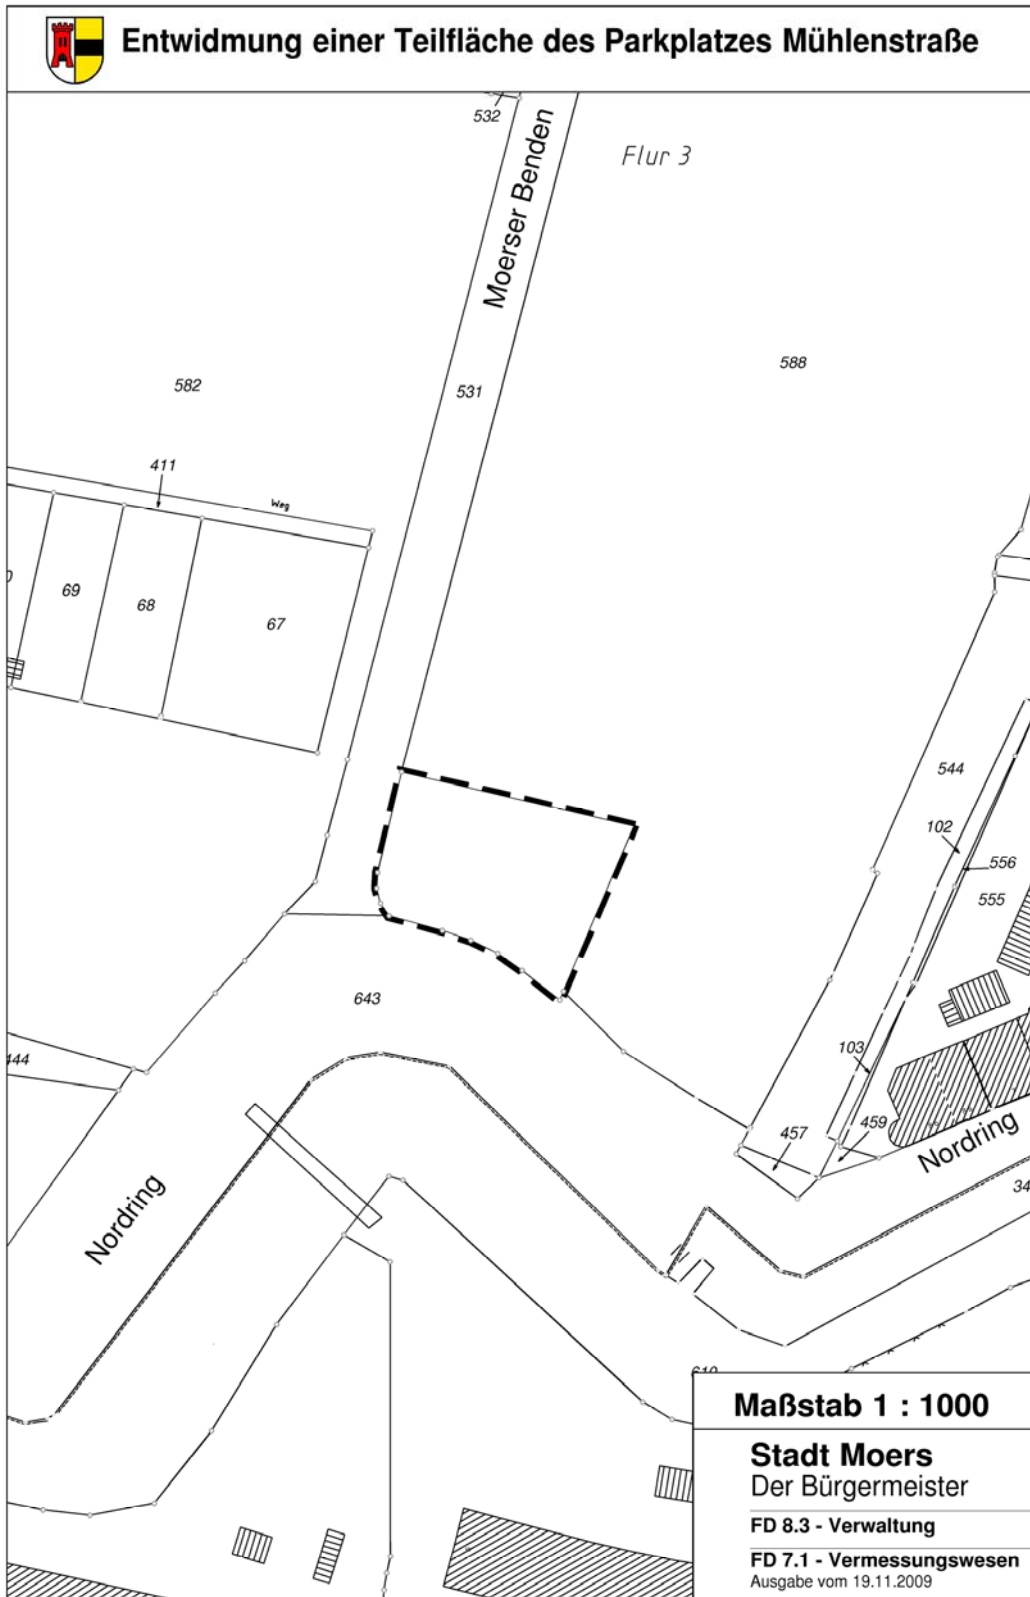 Entwidmung einer Teilfläche des Parkplatzes Mühlenstraße
532
Moerser Benden
Flur 3
588
582
531
411
Weg
69
68
67
544
102
556
555
643
444
103
457
459
Nordring
Nordring
34
610
Maßstab 1 : 1000
Stadt Moers
Der Bürgermeister
FD 8.3 - Verwaltung
FD 7.1 - Vermessungswesen
Ausgabe vom 19.11.2009